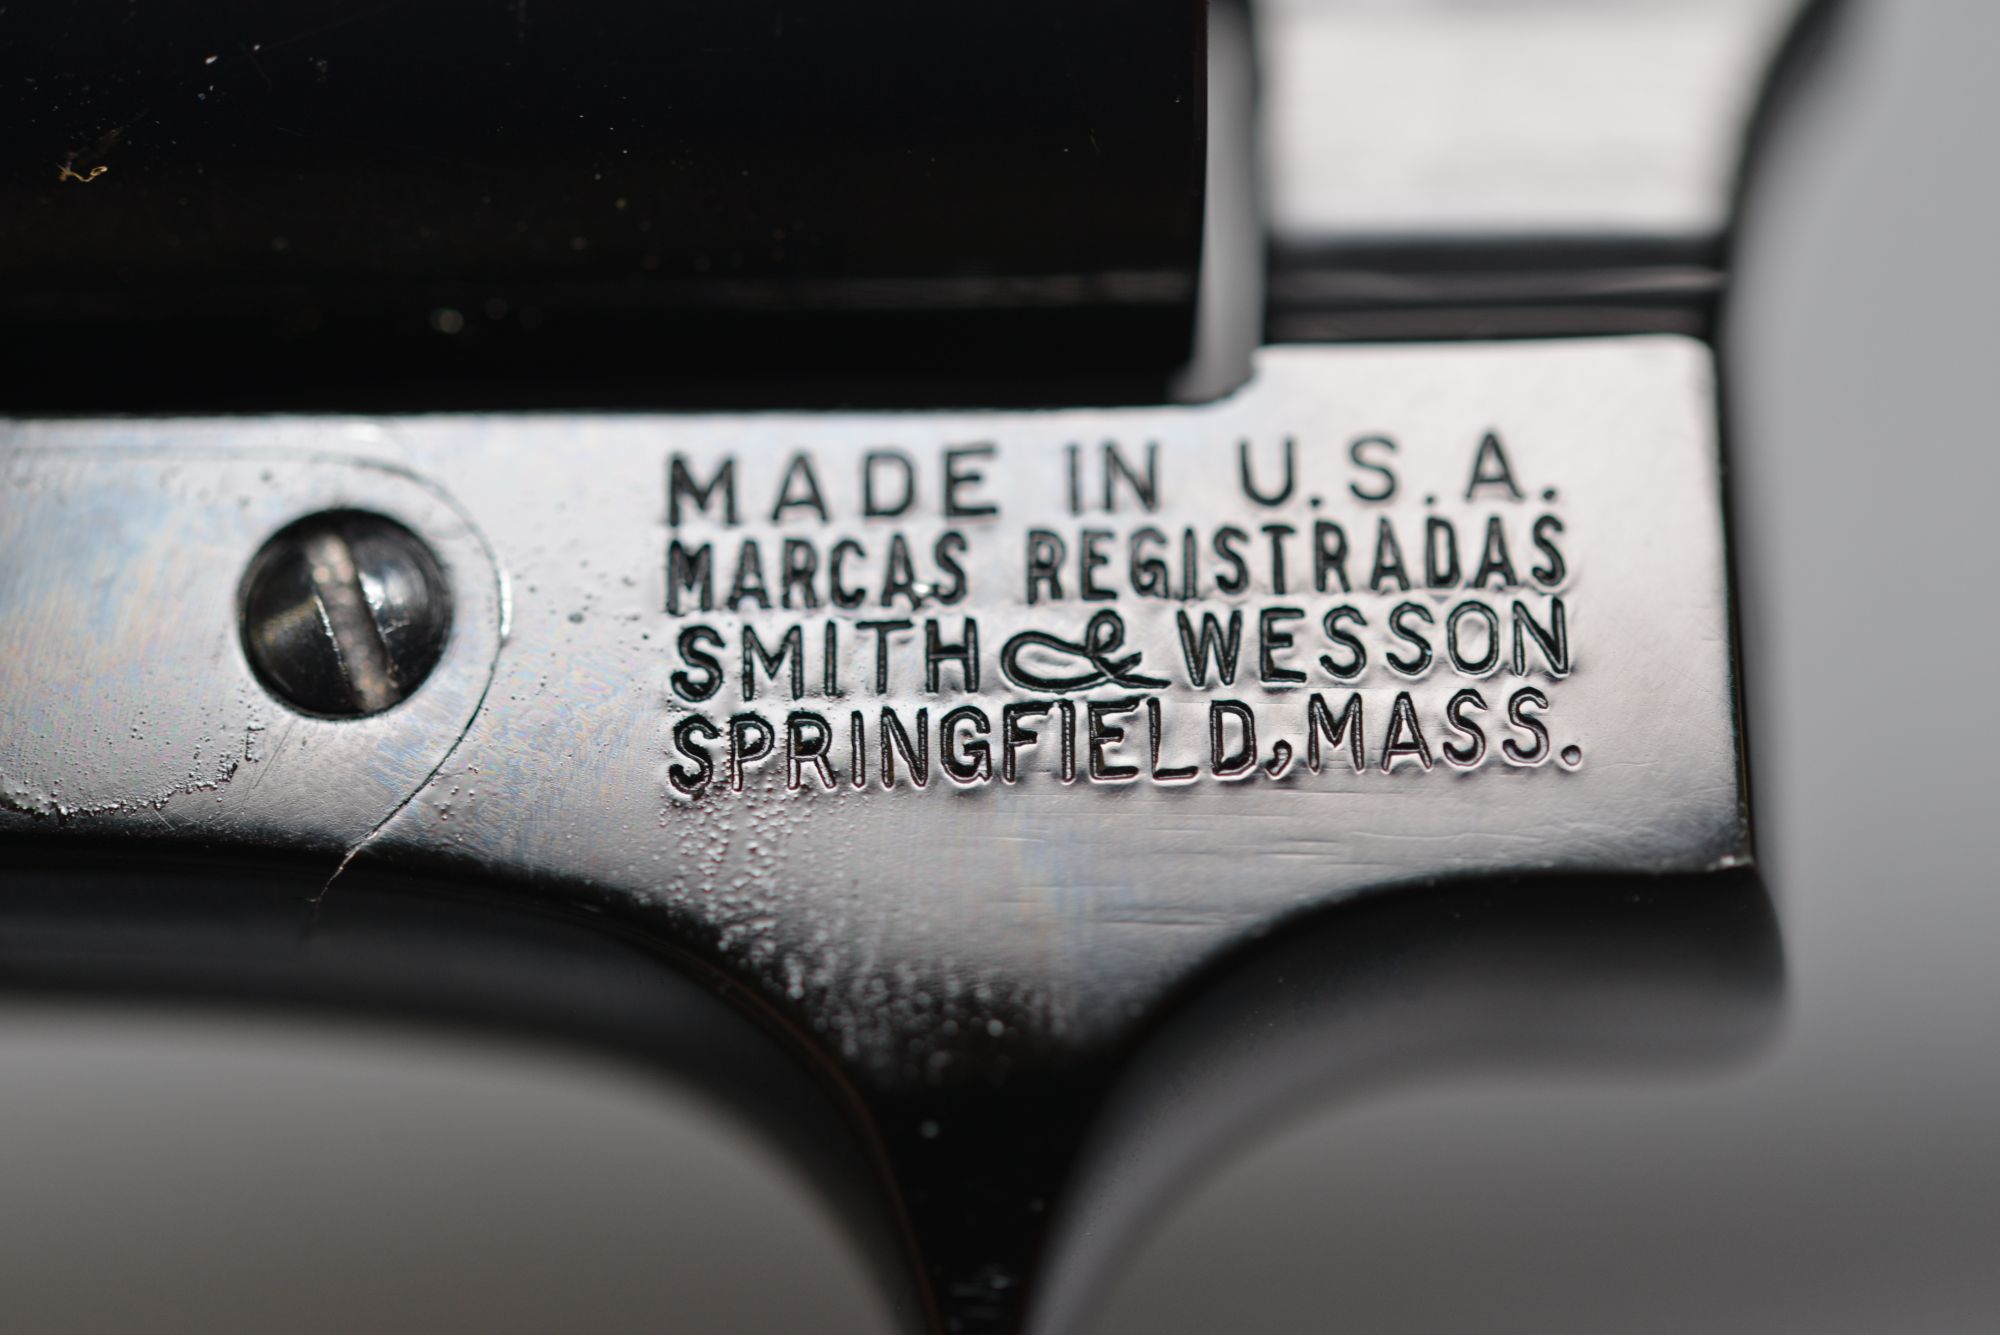 MADE IN U.S.A.
MARCAS REGISTRADAS
SMITH & WESSON
SPRINGFIELD, MASS.